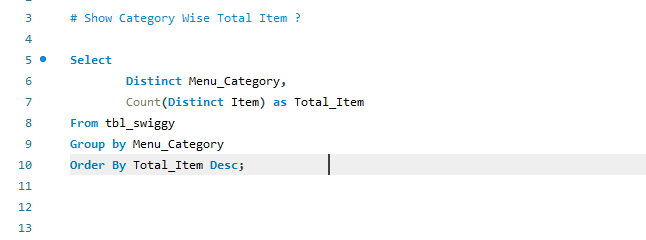 3 # Show Category Wise Total Item ?
4
5 Select
6 Distinct Menu_Category,
7 Count(Distinct Item) as Total_Item
8 From tbl_swiggy
9 Group by Menu_Category
10 Order By Total_Item Desc;
11
12
13